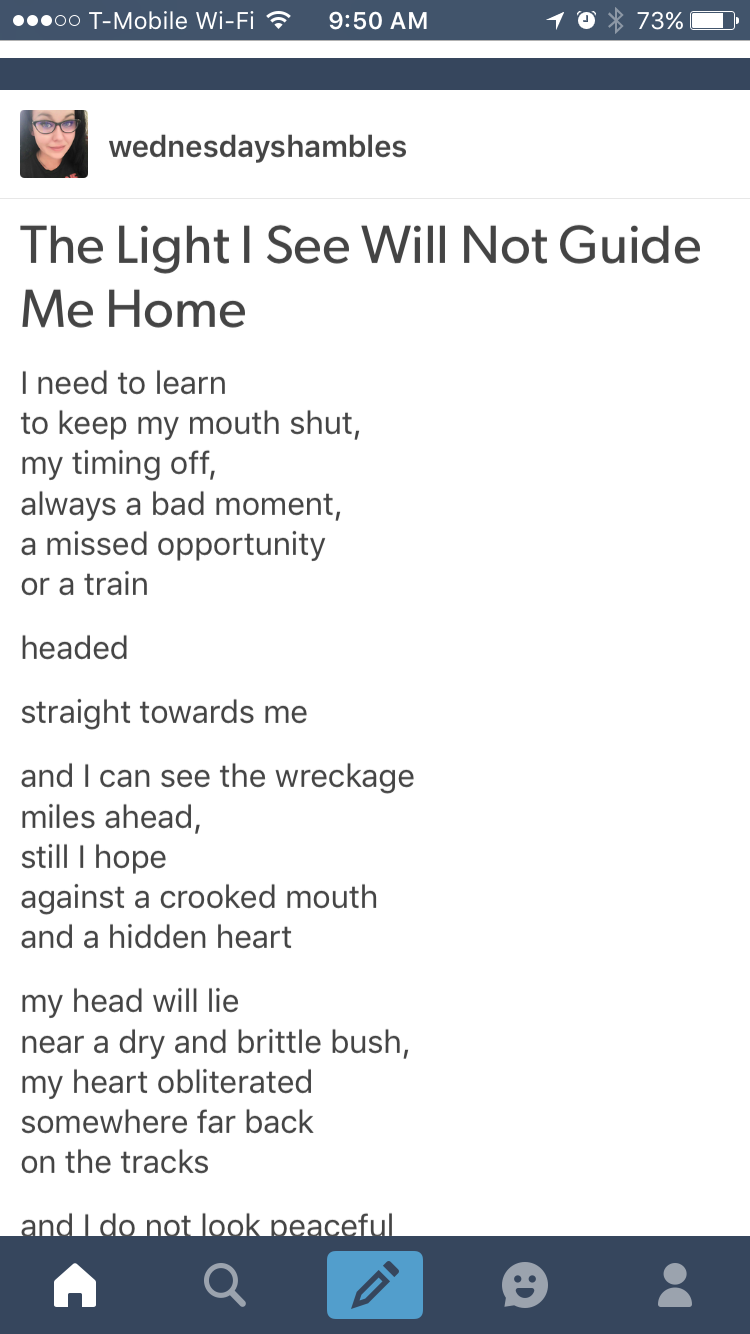 T-Mobile Wi-Fi 9:50 AM 73%
wednesdayshambles
The Light I See Will Not Guide
Me Home
I need to learn
to keep my mouth shut,
my timing off,
always a bad moment,
a missed opportunity
or a train
headed
straight towards me
and I can see the wreckage
miles ahead,
still I hope
against a crooked mouth
and a hidden heart
my head will lie
near a dry and brittle bush,
my heart obliterated
somewhere far back
on the tracks
and I do not look peaceful